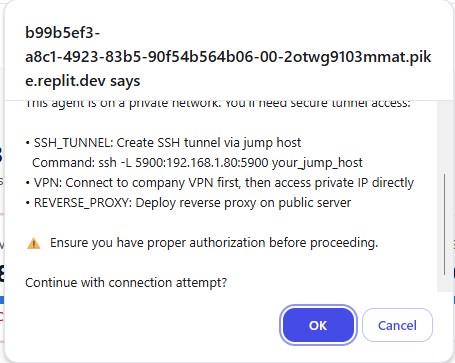 b99b5ef3-
a8c1-4923-83b5-90f54b564b06-00-2otwg9103mmat.pik
e.replit.dev says
This agent is on a private network. You'll need secure tunnel access:
• SSH_TUNNEL: Create SSH tunnel via jump host
Command: ssh -L 5900:192.168.1.80:5900 your_jump_host
• VPN: Connect to company VPN first, then access private IP directly
• REVERSE_PROXY: Deploy reverse proxy on public server
⚠️ Ensure you have proper authorization before proceeding.
Continue with connection attempt?
OK
Cancel